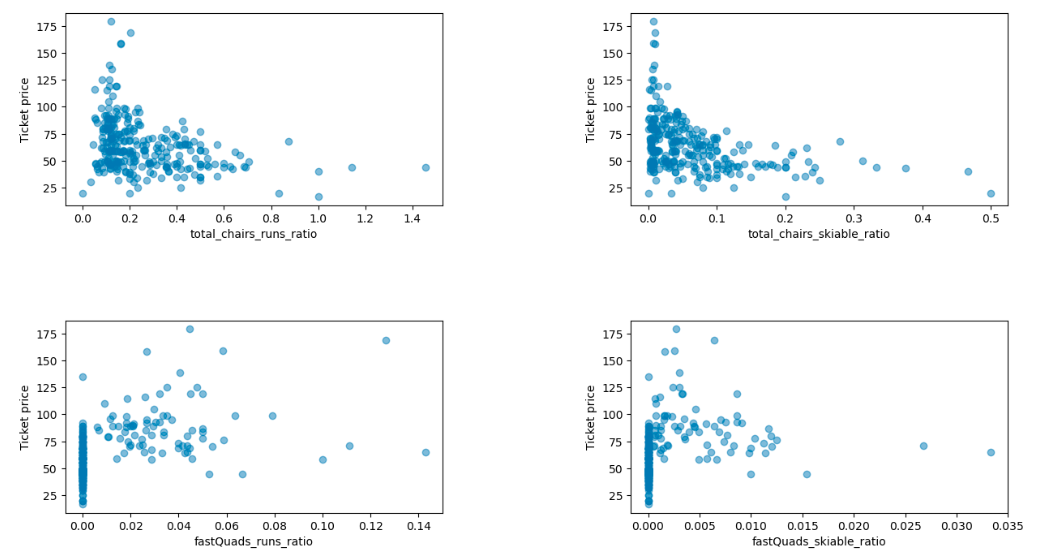 175
150
125
100
75
50
25
Ticket price
0.0 0.2 0.4 0.6 0.8 1.0 1.2 1.4
total_chairs_runs_ratio
175
150
125
100
75
50
25
Ticket price
0.0 0.1 0.2 0.3 0.4 0.5
total_chairs_skiable_ratio
175
150
125
100
75
50
25
Ticket price
0.00 0.02 0.04 0.06 0.08 0.10 0.12 0.14
fastQuads_runs_ratio
175
150
125
100
75
50
25
Ticket price
0.000 0.005 0.010 0.015 0.020 0.025 0.030 0.035
fastQuads_skiable_ratio